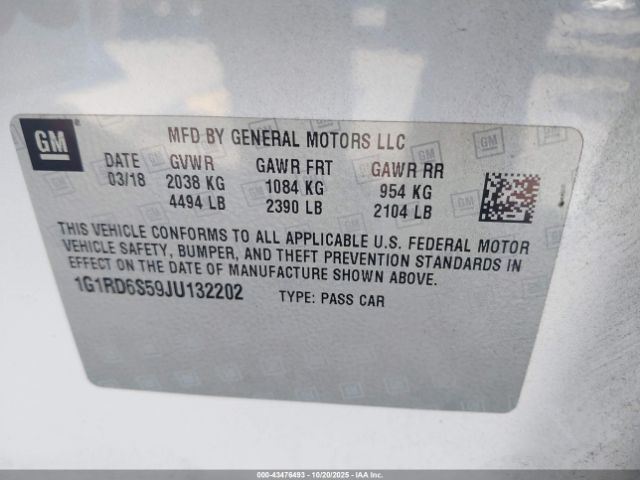 GM
MFD BY GENERAL MOTORS LLC
DATE GVWR GAWR FRT GAWR RR
03/18 2038 KG 1084 KG 954 KG
4494 LB 2390 LB 2104 LB
THIS VEHICLE CONFORMS TO ALL APPLICABLE U.S. FEDERAL MOTOR
VEHICLE SAFETY, BUMPER, AND THEFT PREVENTION STANDARDS IN
EFFECT ON THE DATE OF MANUFACTURE SHOWN ABOVE.
1G1RD6S59JU132202 TYPE: PASS CAR
000-43476493 - 10/20/2025 - IAAI.CA